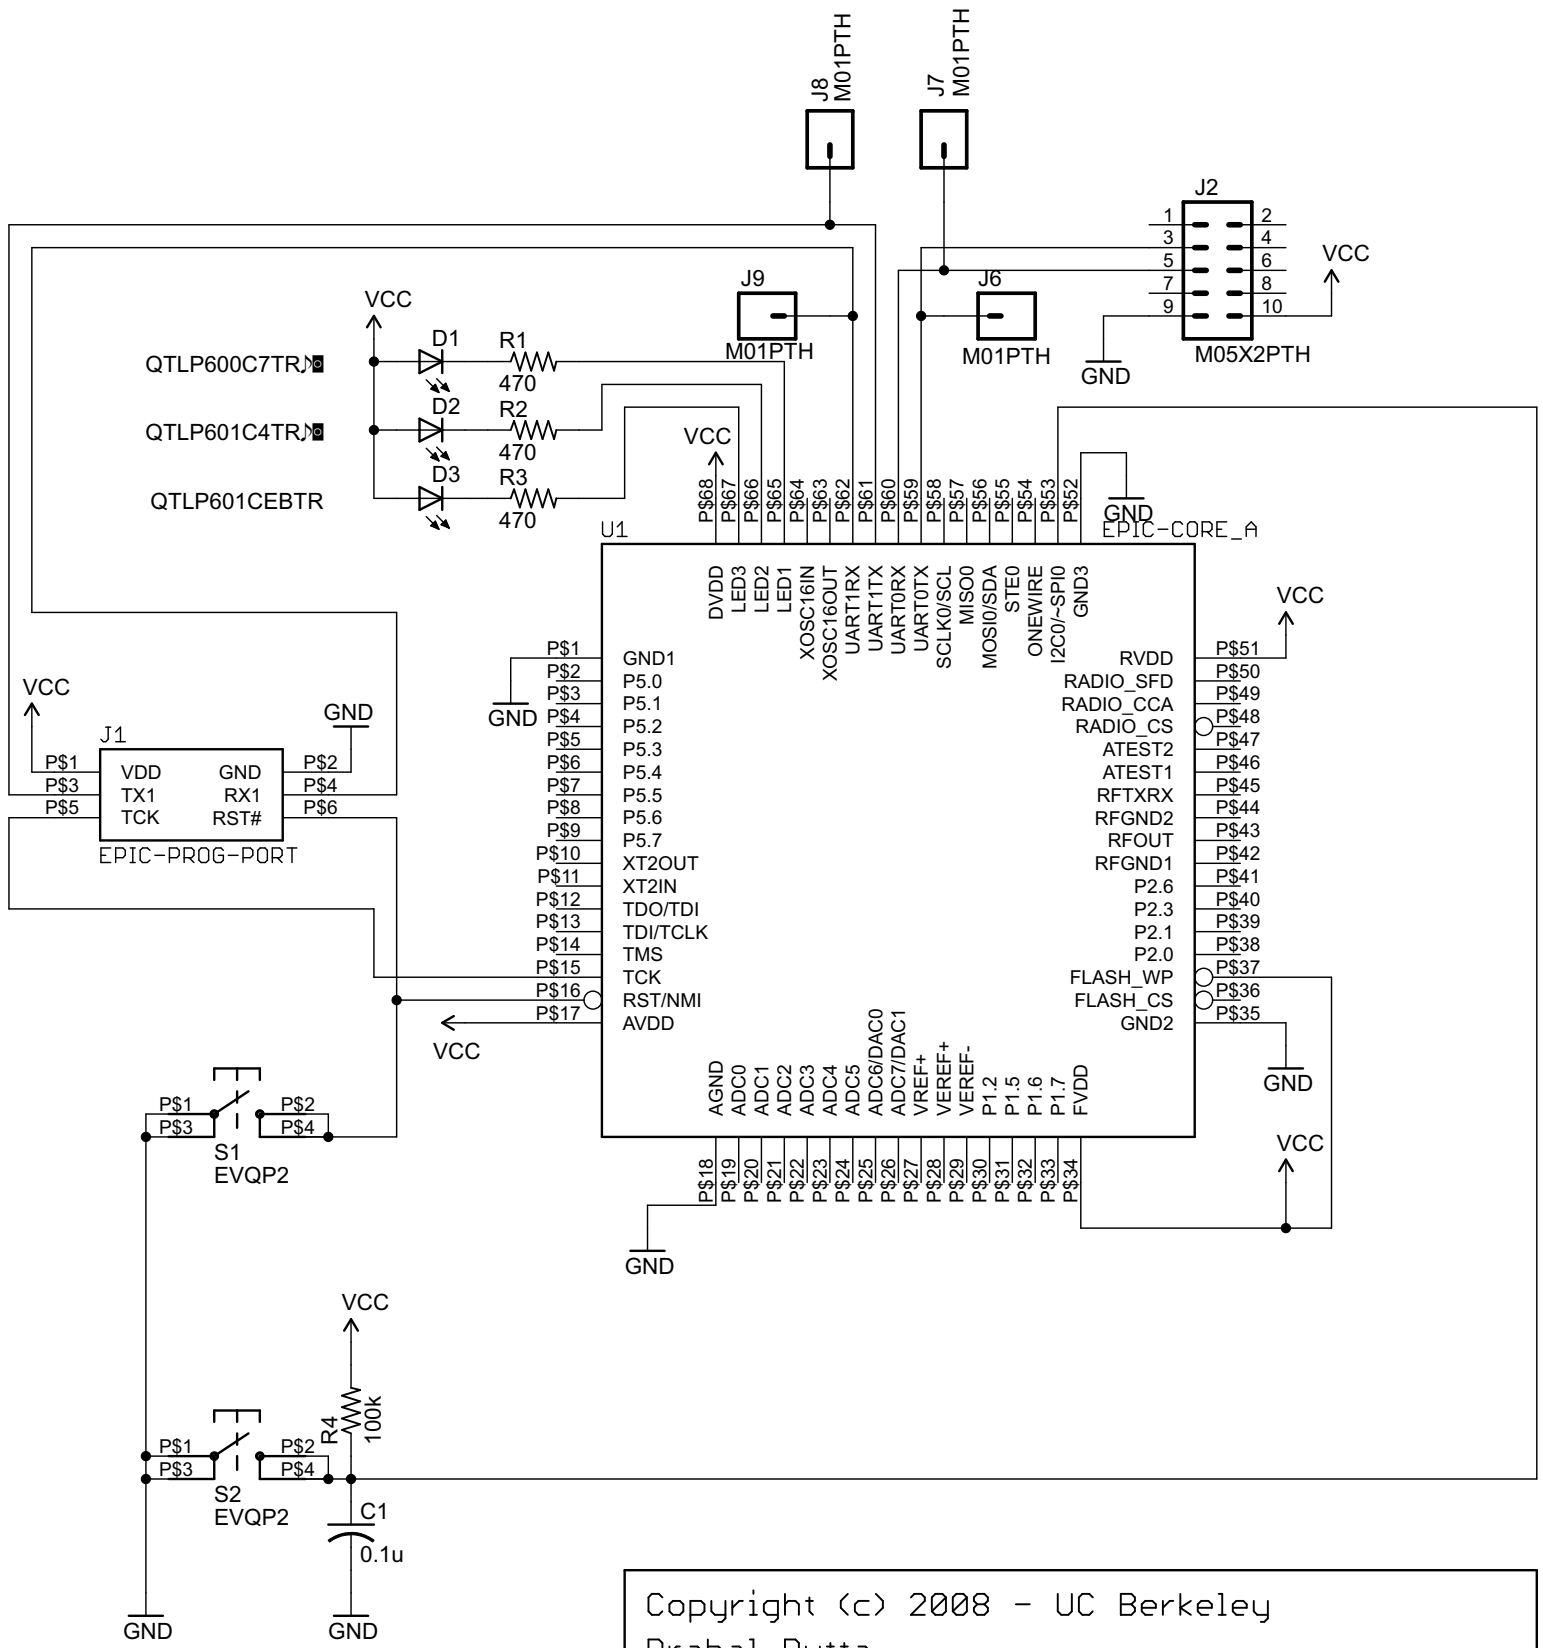 J8
M01PTH
J7
M01PTH
J2
1 2
3 4
5 6
7 8
9 10
VCC
GND
M05X2PTH
J9
M01PTH
J6
M01PTH
VCC
QTLP600C7TR
D1
R1
470
QTLP601C4TR
D2
R2
470
QTLP601CEBTR
D3
R3
470
VCC
P$68
P$67
P$66
P$65
P$64
P$63
P$62
P$61
P$60
P$59
P$58
P$57
P$56
P$55
P$54
P$53
P$52
GND
U1
EPIC-CORE_A
DVDD
LED3
LED2
LED1
XOSC16IN
XOSC16OUT
UART1RX
UART1TX
UART0RX
UART0TX
SCLK0/SCL
MISO0
MOSI0/SDA
STE0
ONEWIRE
I2C0/~SPI0
GND3
P$1 GND1
P$2 P5.0
P$3 P5.1
P$4 P5.2
P$5 P5.3
P$6 P5.4
P$7 P5.5
P$8 P5.6
P$9 P5.7
P$10 XT2OUT
P$11 XT2IN
P$12 TDO/TDI
P$13 TDI/TCLK
P$14 TMS
P$15 TCK
P$16 RST/NMI
P$17 AVDD
GND
VCC
VCC
RVDD P$51
RADIO_SFD P$50
RADIO_CCA P$49
RADIO_CS P$48
ATEST2 P$47
ATEST1 P$46
RFTXRX P$45
RFGND2 P$44
RFOUT P$43
RFGND1 P$42
P2.6 P$41
P2.3 P$40
P2.1 P$39
P2.0 P$38
FLASH_WP P$37
FLASH_CS P$36
GND2 P$35
GND
VCC
AGND
ADC0
ADC1
ADC2
ADC3
ADC4
ADC5
ADC6/DAC0
ADC7/DAC1
VREF+
VEREF+
VEREF-
P1.2
P1.5
P1.6
P1.7
FVDD
P$18
P$19
P$20
P$21
P$22
P$23
P$24
P$25
P$26
P$27
P$28
P$29
P$30
P$31
P$32
P$33
P$34
GND
VCC
GND
J1
P$1 VDD GND P$2
P$3 TX1 RX1 P$4
P$5 TCK RST# P$6
EPIC-PROG-PORT
P$1 P$2
P$3 P$4
S1
EVQP2
VCC
R4
100k
P$1 P$2
P$3 P$4
S2
EVQP2
C1
0.1u
GND
GND
Copyright (c) 2008 - UC Berkeley